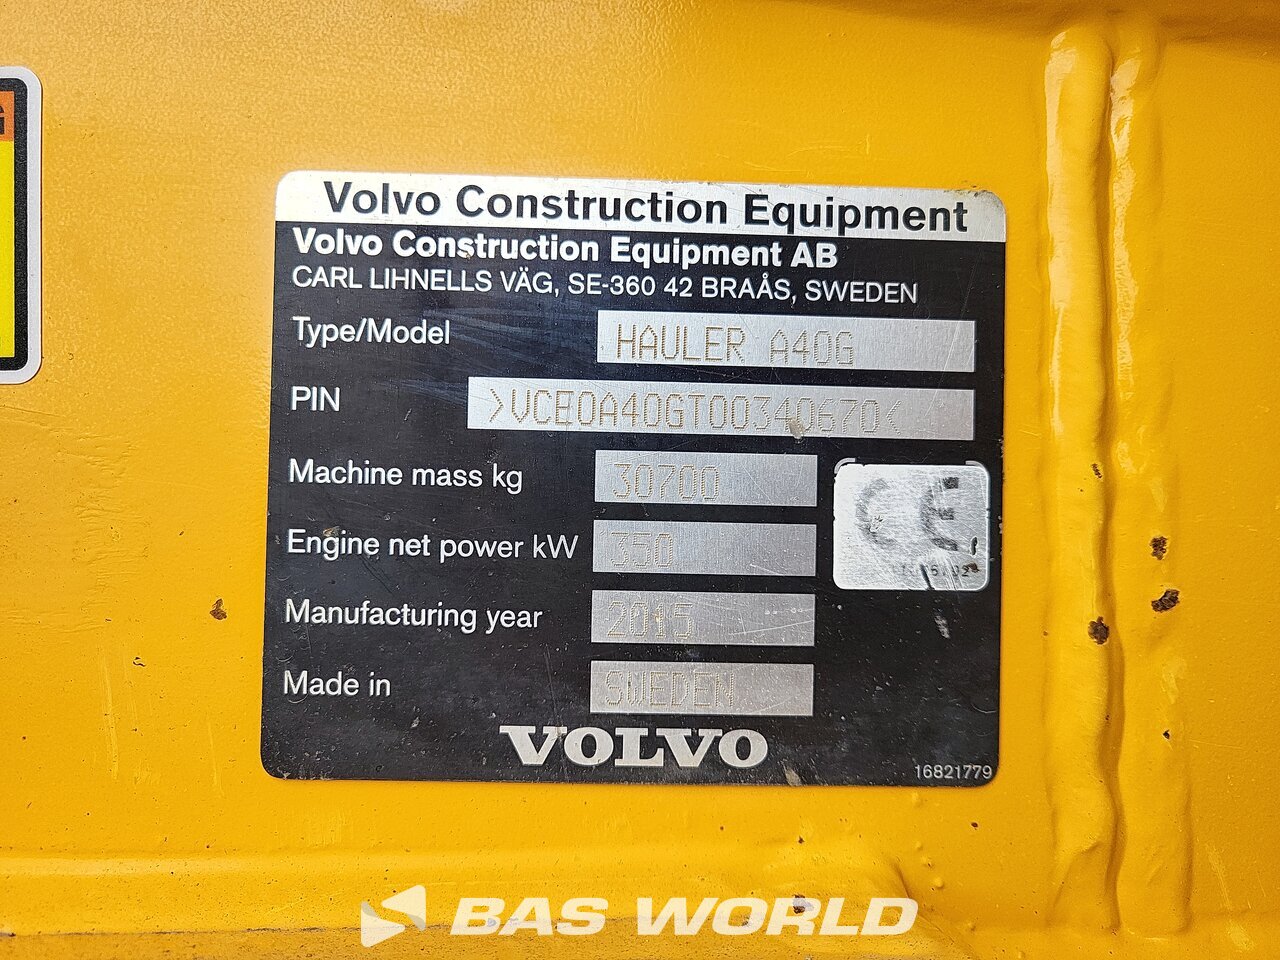 G
Volvo Construction Equipment
Volvo Construction Equipment AB
CARL LIHNELLS VÄG, SE-360 42 BRAÅS, SWEDEN
Type/Model HAULER A40G
PIN >VCE0A40GT00340670<
Machine mass kg 30700
Engine net power kW 350
CE
Manufacturing year 2015
Made in SWEDEN
VOLVO
16821779
BAS WORLD